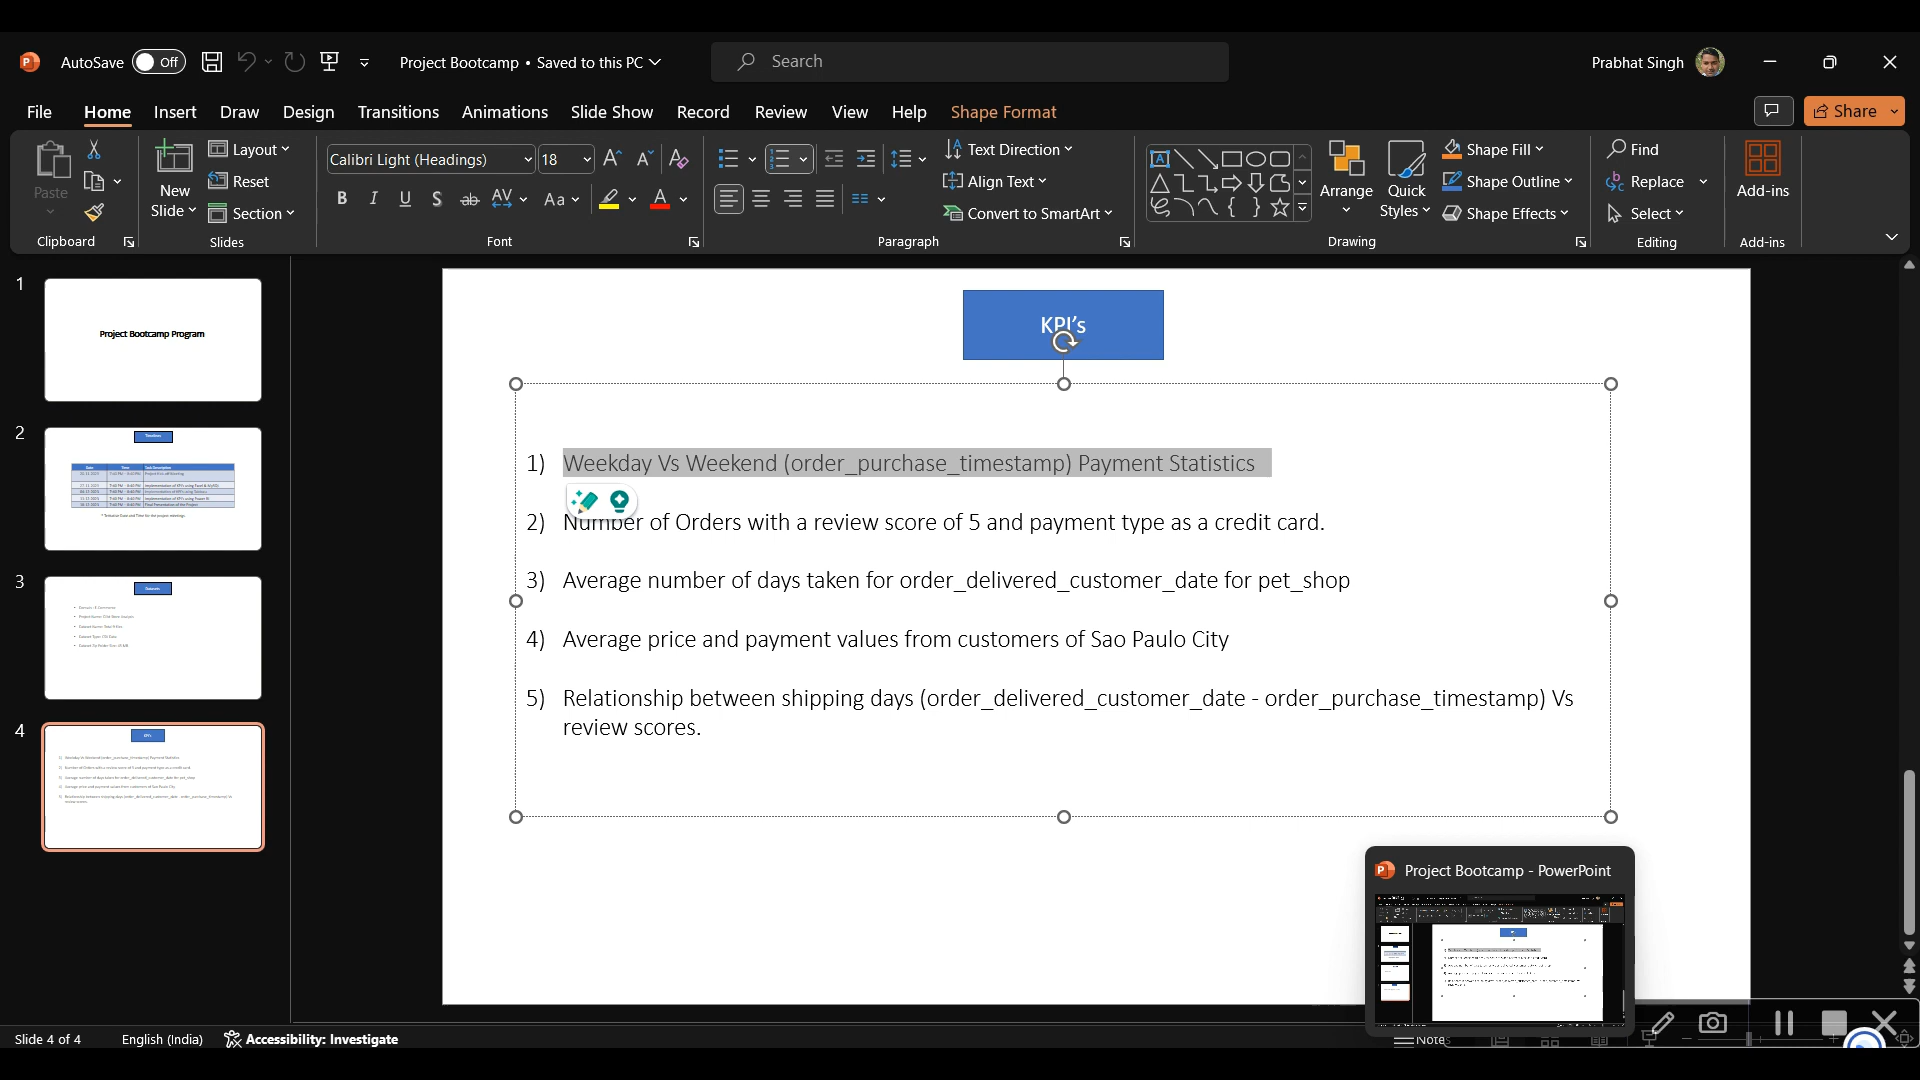 AutoSave Off Project Bootcamp • Saved to this PC Search Prabhat Singh
File Home Insert Draw Design Transitions Animations Slide Show Record Review View Help Shape Format Share
Paste
Clipboard
New Slide
Layout
Reset
Section
Slides
Calibri Light (Headings) 18
Font
Paragraph
Text Direction
Align Text
Convert to SmartArt
Arrange
Quick Styles
Shape Fill
Shape Outline
Shape Effects
Drawing
Find
Replace
Select
Editing
Add-ins
Add-ins
1
Project Bootcamp Program
2
Timelines
3
4
KPI's
KPI's
1) Weekday Vs Weekend (order_purchase_timestamp) Payment Statistics
2) Number of Orders with a review score of 5 and payment type as a credit card.
3) Average number of days taken for order_delivered_customer_date for pet_shop
4) Average price and payment values from customers of Sao Paulo City
5) Relationship between shipping days (order_delivered_customer_date - order_purchase_timestamp) Vs
review scores.
Project Bootcamp - PowerPoint
Slide 4 of 4 English (India) Accessibility: Investigate Notes